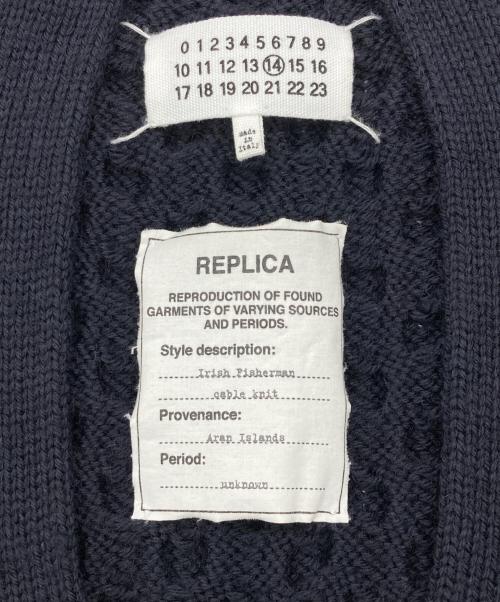 0 1 2 3 4 5 6 7 8 9
10 11 12 13 14 15 16
17 18 19 20 21 22 23
made
in
Italy
REPLICA
REPRODUCTION OF FOUND
GARMENTS OF VARYING SOURCES
AND PERIODS.
Style description:
Irish Fisherman
cable knit
Provenance:
Aran Islands
Period:
unknown